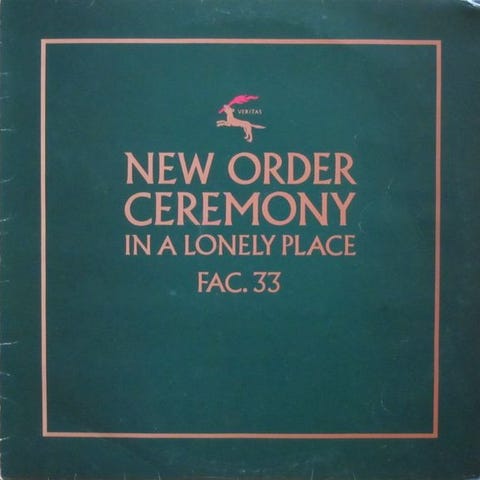 VERITAS
NEW ORDER
CEREMONY
IN A LONELY PLACE
FAC. 33